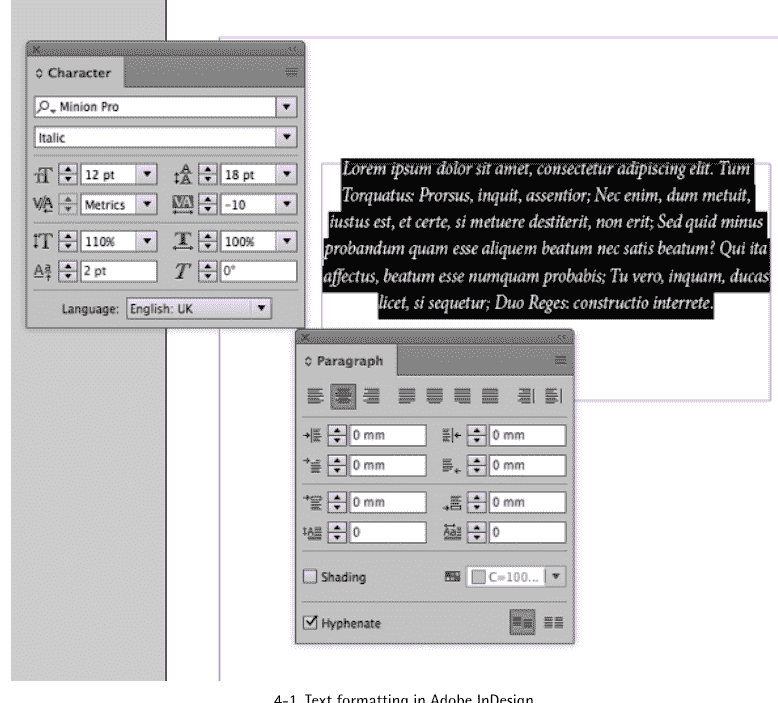 Character
Minion Pro
Italic
12 pt
18 pt
Metrics
-10
110%
100%
2 pt
0°
Language: English: UK
Lorem ipsum dolor sit amet, consectetur adipiscing elit. Tum
Torquatus: Prorsus, inquit, assentior; Nec enim, dum metuit,
iustus est, et certe, si metuere destiterit, non erit; Sed quid minus
probandum quam esse aliquem beatum nec satis beatum? Qui ita
affectus, beatum esse numquam probabis; Tu vero, inquam, ducas
licet, si sequetur; Duo Reges: constructio interrete.
Paragraph
0 mm
0 mm
0 mm
0 mm
0 mm
0 mm
0
0
Shading
C=100...
Hyphenate
4-1 Text formatting in Adobe InDesign